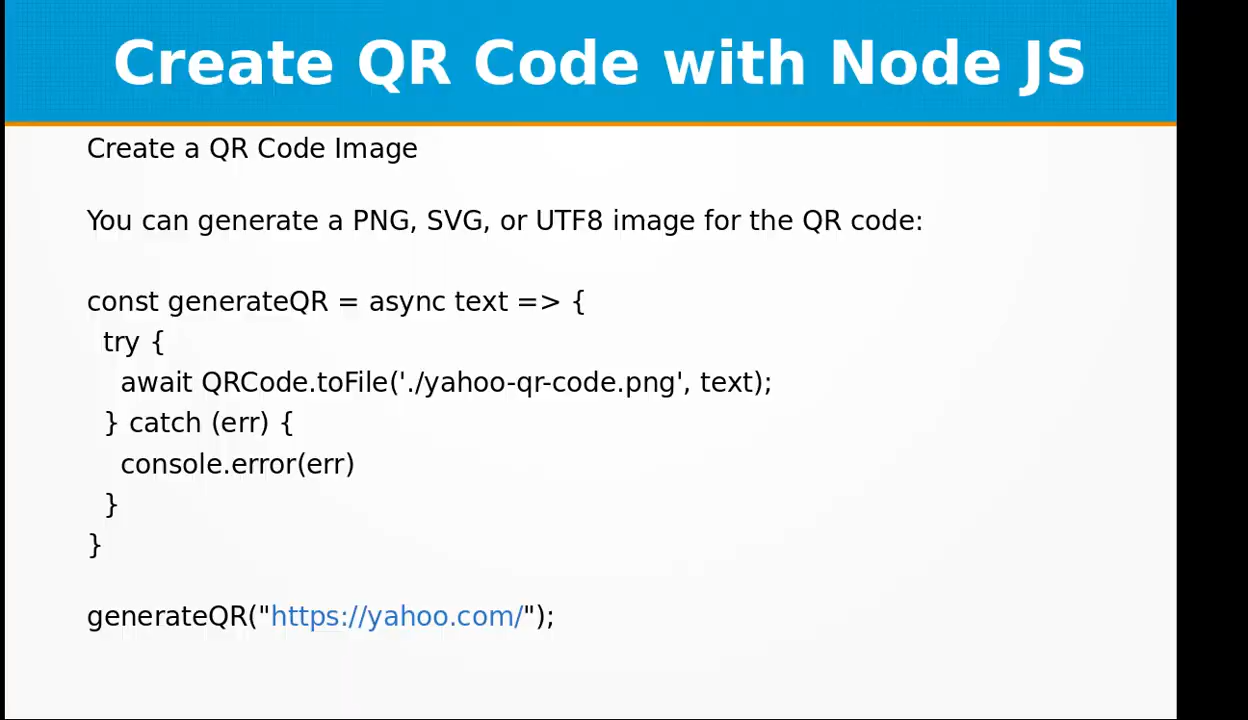 Create QR Code with Node JS
Create a QR Code Image
You can generate a PNG, SVG, or UTF8 image for the QR code:
const generateQR = async text => {
try {
await QRCode.toFile('./yahoo-qr-code.png', text);
} catch (err) {
console.error(err)
}
}
generateQR("https://yahoo.com/");